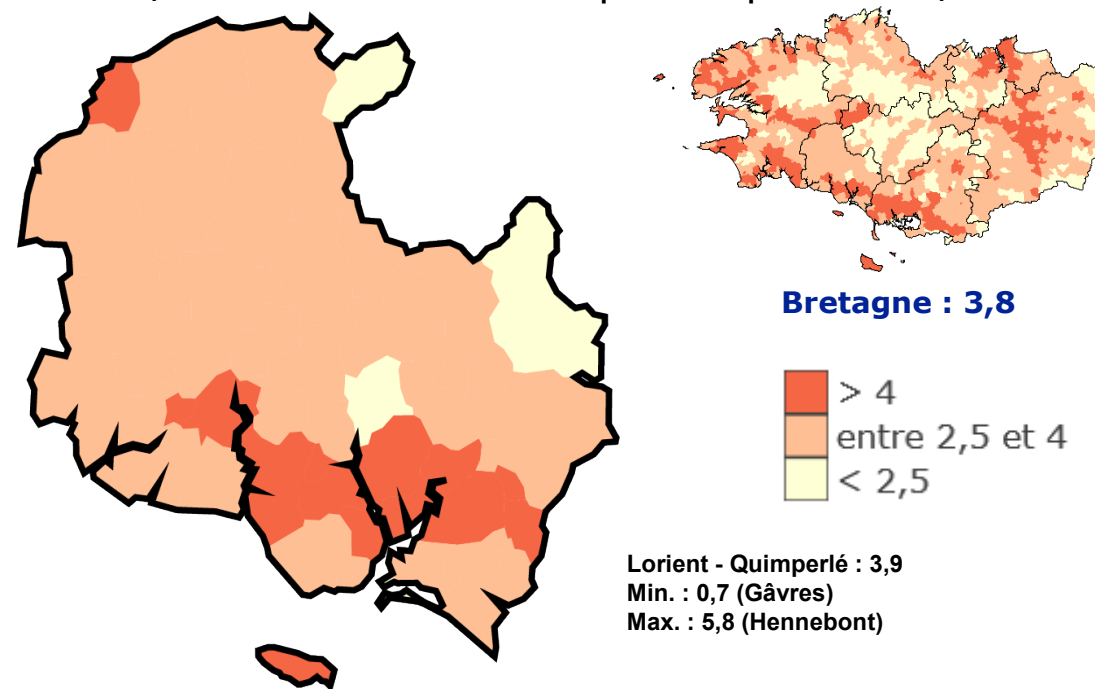 Bretagne : 3,8
> 4
entre 2,5 et 4
< 2,5
Lorient - Quimperlé : 3,9
Min. : 0,7 (Gâvres)
Max. : 5,8 (Hennebont)